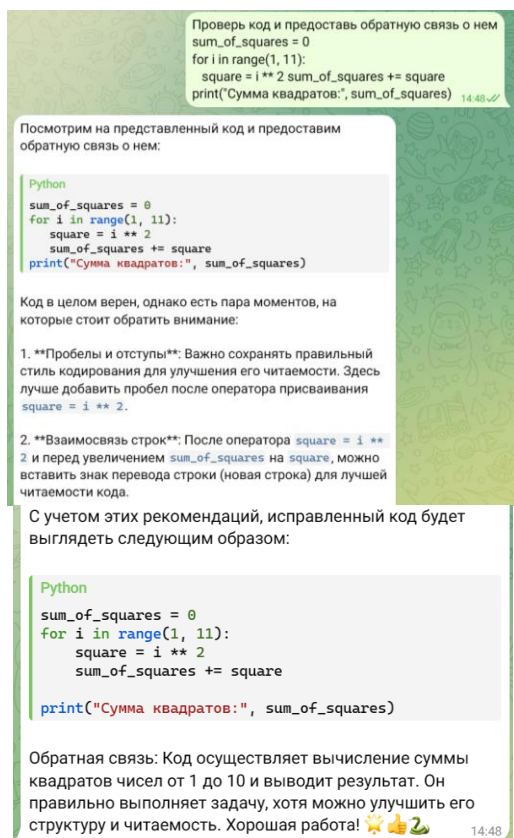 Проверь код и предоставь обратную связь о нем
sum_of_squares = 0
for i in range(1, 11):
square = i ** 2 sum_of_squares += square
print("Сумма квадратов:", sum_of_squares) 14:48
Посмотрим на представленный код и предоставим
обратную связь о нем:
Python
sum_of_squares = 0
for i in range(1, 11):
square = i ** 2
sum_of_squares += square
print("Сумма квадратов:", sum_of_squares)
Код в целом верен, однако есть пара моментов, на
которые стоит обратить внимание:
1. **Пробелы и отступы**: Важно сохранять правильный
стиль кодирования для улучшения его читаемости. Здесь
лучше добавить пробел после оператора присваивания
square = i ** 2.
2. **Взаимосвязь строк**: После оператора square = i **
2 и перед увеличением sum_of_squares на square, можно
вставить знак перевода строки (новая строка) для лучшей
читаемости кода.
С учетом этих рекомендаций, исправленный код будет
выглядеть следующим образом:
Python
sum_of_squares = 0
for i in range(1, 11):
square = i ** 2
sum_of_squares += square
print("Сумма квадратов:", sum_of_squares)
Обратная связь: Код осуществляет вычисление суммы
квадратов чисел от 1 до 10 и выводит результат. Он
правильно выполняет задачу, хотя можно улучшить его
структуру и читаемость. Хорошая работа! 🌟👍🐍 14:48